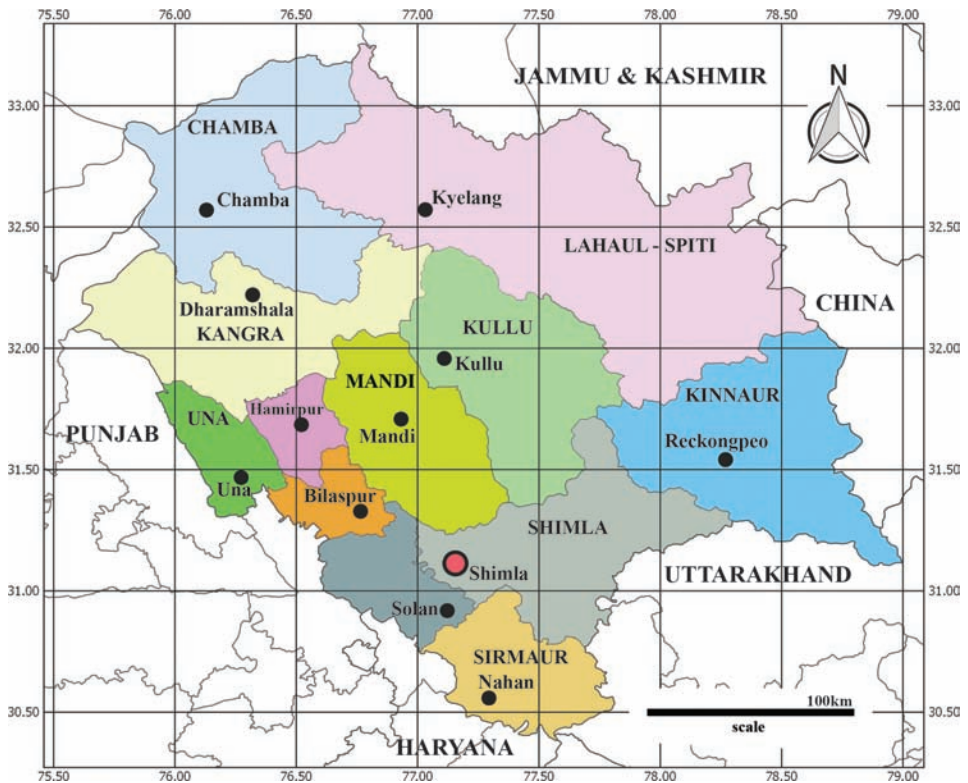 75.50 76.00 76.50 77.00 77.50 78.00 78.50 79.00
JAMMU & KASHMIR
N
33.00 33.00
CHAMBA
Chamba
Kyelang
32.50 32.50
LAHAUL - SPITI
Dharamshala
KANGRA
KULLU
CHINA
32.00 32.00
Kullu
MANDI
KINNAUR
UNA
Hamirpur
Mandi
PUNJAB
Reckongpeo
31.50 31.50
Una
Bilaspur
SHIMLA
Shimla
UTTARAKHAND
31.00 31.00
Solan
SIRMAUR
Nahan
100km
30.50 30.50
scale
HARYANA
75.50 76.00 76.50 77.00 77.50 78.00 78.50 79.00